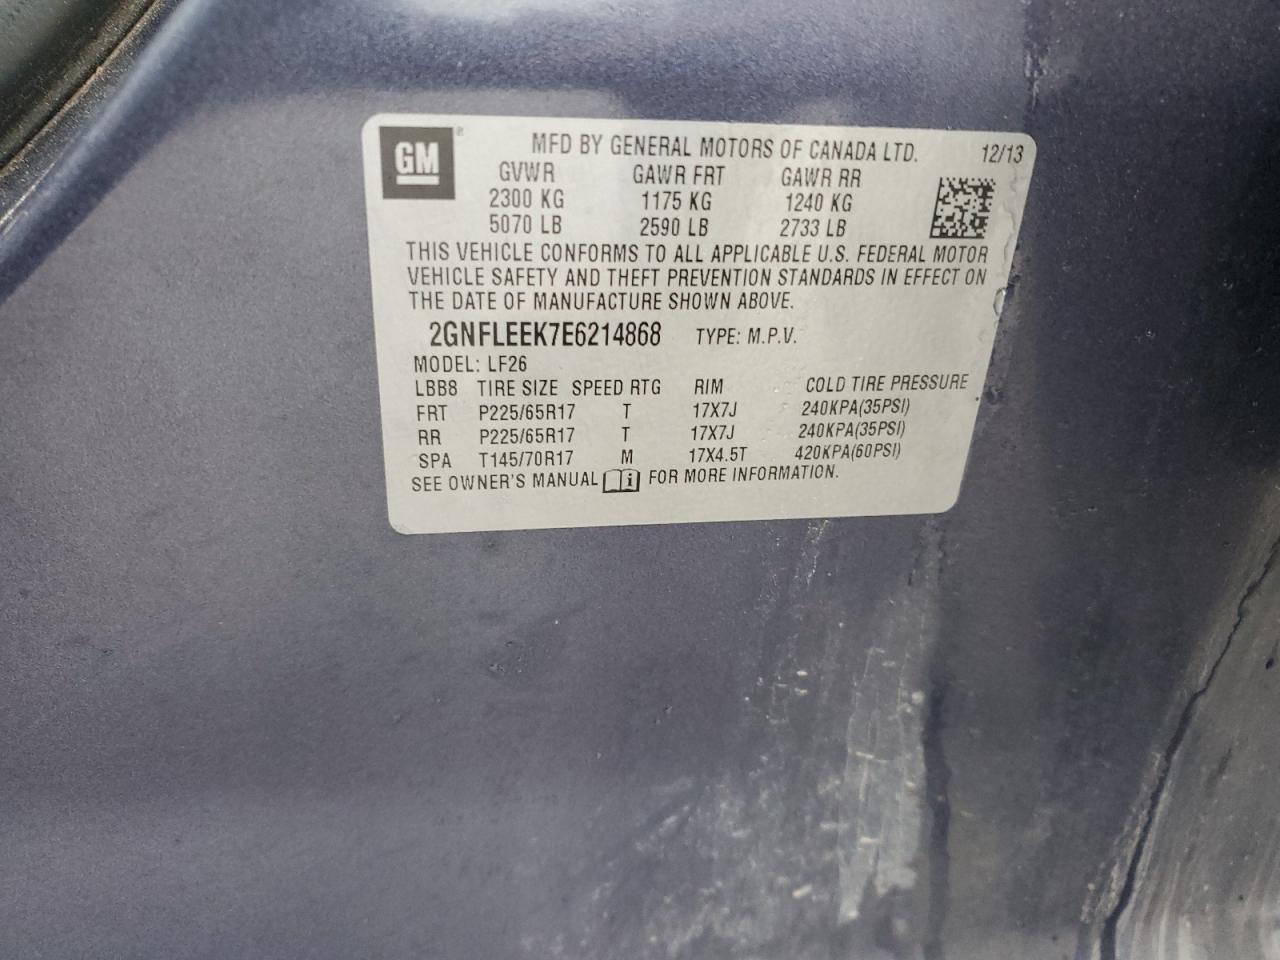 GM
MFD BY GENERAL MOTORS OF CANADA LTD. 12/13
GVWR GAWR FRT GAWR RR
2300 KG 1175 KG 1240 KG
5070 LB 2590 LB 2733 LB
THIS VEHICLE CONFORMS TO ALL APPLICABLE U.S. FEDERAL MOTOR
VEHICLE SAFETY AND THEFT PREVENTION STANDARDS IN EFFECT ON
THE DATE OF MANUFACTURE SHOWN ABOVE.
2GNFLEEK7E6214868 TYPE: M.P.V.
MODEL: LF26
LBB8 TIRE SIZE SPEED RTG RIM COLD TIRE PRESSURE
FRT P225/65R17 T 17X7J 240KPA(35PSI)
RR P225/65R17 T 17X7J 240KPA(35PSI)
SPA T145/70R17 M 17X4.5T 420KPA(60PSI)
SEE OWNER'S MANUAL i FOR MORE INFORMATION.